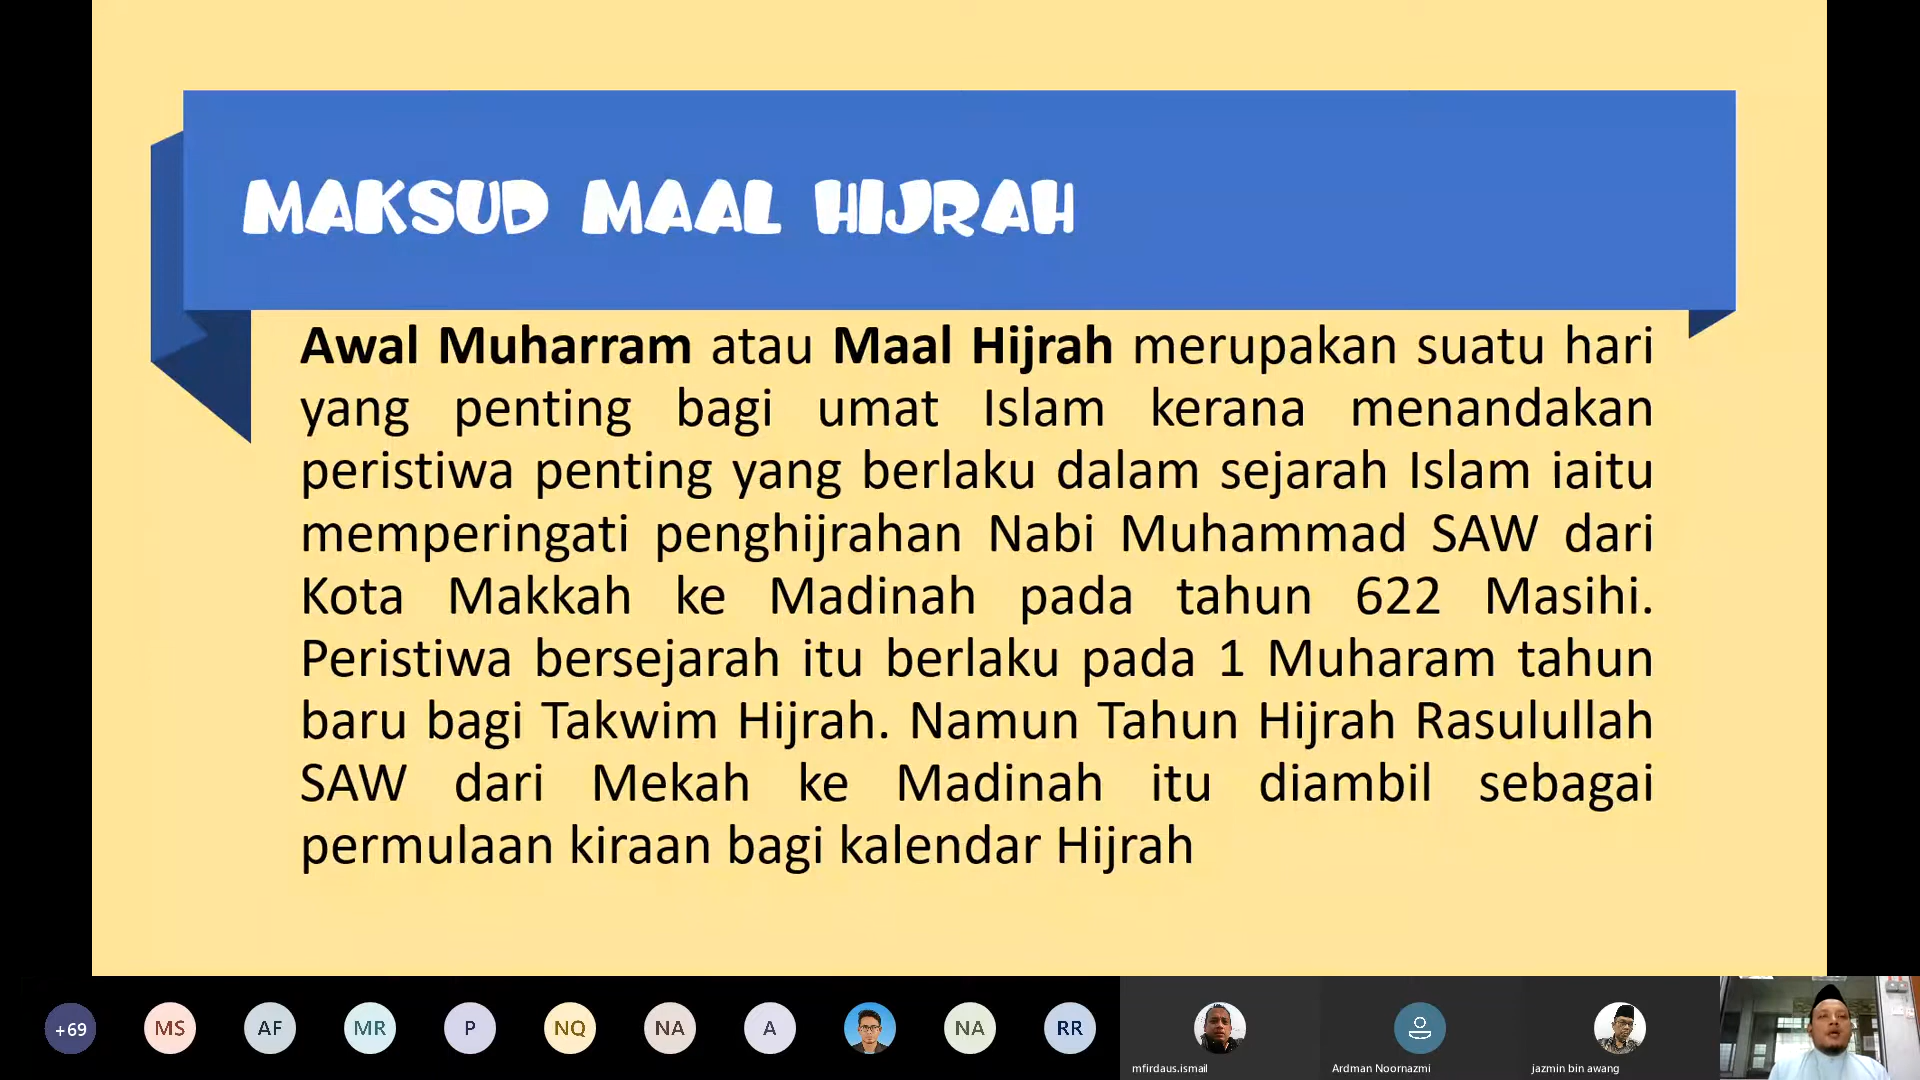 MAKSUD MAAL HIJRAH
Awal Muharram atau Maal Hijrah merupakan suatu hari
yang penting bagi umat Islam kerana menandakan
peristiwa penting yang berlaku dalam sejarah Islam iaitu
memperingati penghijrahan Nabi Muhammad SAW dari
Kota Makkah ke Madinah pada tahun 622 Masihi.
Peristiwa bersejarah itu berlaku pada 1 Muharam tahun
baru bagi Takwim Hijrah. Namun Tahun Hijrah Rasulullah
SAW dari Mekah ke Madinah itu diambil sebagai
permulaan kiraan bagi kalendar Hijrah
+69 MS AF MR P NQ NA A NA RR
mfirdaus.ismail Ardman Noornazmi jazmin bin awang